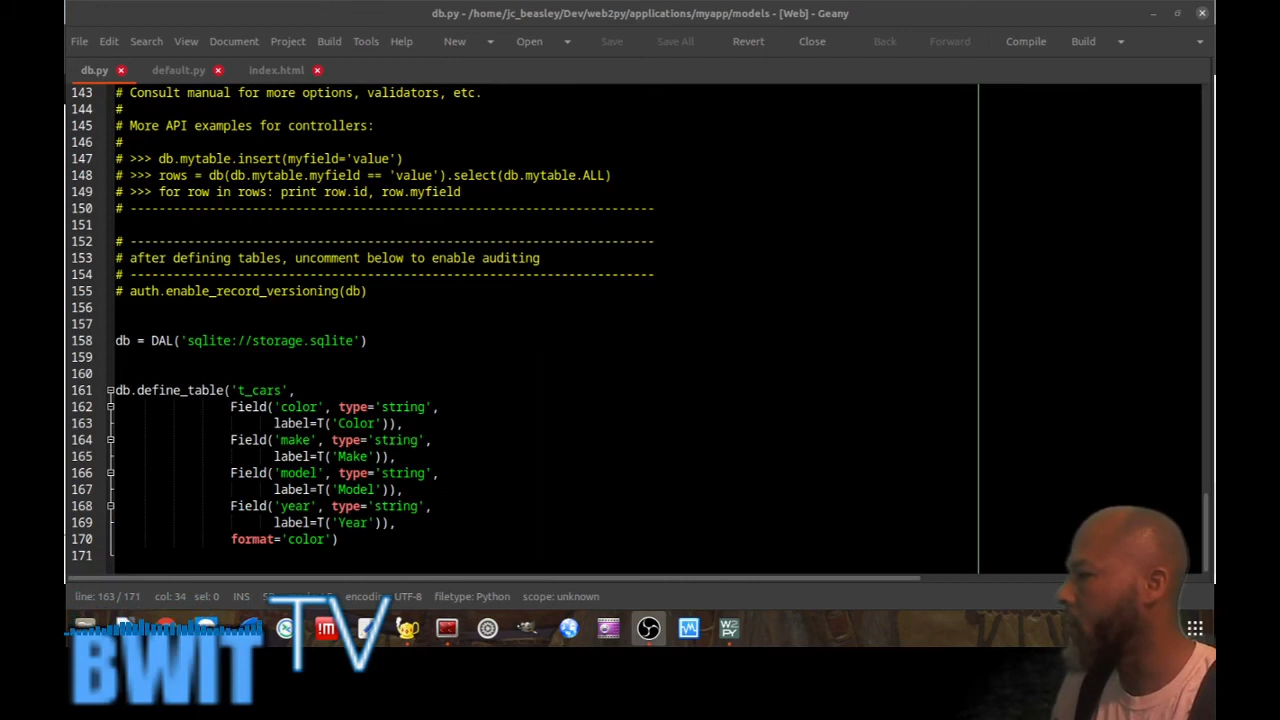 db.py - /home/jc_beasley/Dev/web2py/applications/myapp/models - [Web] - Geany
File Edit Search View Document Project Build Tools Help New Open Save Save All Revert Close Back Forward Compile Build
db.py default.py index.html
143 # Consult manual for more options, validators, etc.
144 #
145 # More API examples for controllers:
146 #
147 # >>> db.mytable.insert(myfield='value')
148 # >>> rows = db(db.mytable.myfield == 'value').select(db.mytable.ALL)
149 # >>> for row in rows: print row.id, row.myfield
150 # -------------------------------------------------------------------------
151
152 # -------------------------------------------------------------------------
153 # after defining tables, uncomment below to enable auditing
154 # -------------------------------------------------------------------------
155 # auth.enable_record_versioning(db)
156
157
158 db = DAL('sqlite://storage.sqlite')
159
160
161 db.define_table('t_cars',
162 Field('color', type='string',
163 label=T('Color')),
164 Field('make', type='string',
165 label=T('Make')),
166 Field('model', type='string',
167 label=T('Model')),
168 Field('year', type='string',
169 label=T('Year')),
170 format='color')
171
line: 163 / 171 col: 34 sel: 0 INS encoding: UTF-8 filetype: Python scope: unknown
!m W2PY
BWIT TV